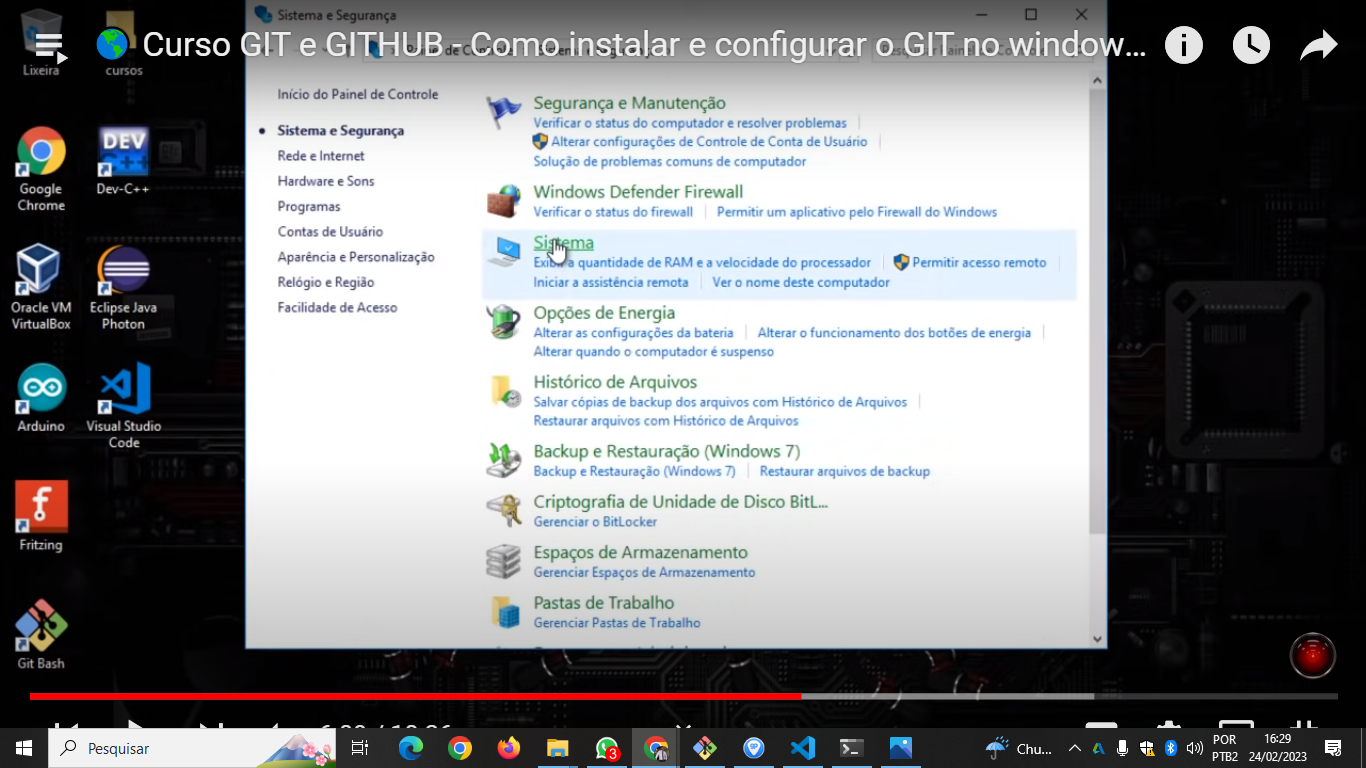 Sistema e Segurança
Curso GIT e GITHUB - Como instalar e configurar o GIT no window...
Lixeira
cursos
Google
Chrome
Dev-C++
DEV
C++
Oracle VM
VirtualBox
Eclipse Java
Photon
Arduino
Visual Studio
Code
Fritzing
Git Bash
Início do Painel de Controle
Sistema e Segurança
Rede e Internet
Hardware e Sons
Programas
Contas de Usuário
Aparência e Personalização
Relógio e Região
Facilidade de Acesso
Segurança e Manutenção
Verificar o status do computador e resolver problemas
Alterar configurações de Controle de Conta de Usuário
Solução de problemas comuns de computador
Windows Defender Firewall
Verificar o status do firewall Permitir um aplicativo pelo Firewall do Windows
Sistema
Exibir a quantidade de RAM e a velocidade do processador Permitir acesso remoto
Iniciar a assistência remota Ver o nome deste computador
Opções de Energia
Alterar as configurações da bateria Alterar o funcionamento dos botões de energia
Alterar quando o computador é suspenso
Histórico de Arquivos
Salvar cópias de backup dos arquivos com Histórico de Arquivos
Restaurar arquivos com Histórico de Arquivos
Backup e Restauração (Windows 7)
Backup e Restauração (Windows 7) Restaurar arquivos de backup
Criptografia de Unidade de Disco BitL...
Gerenciar o BitLocker
Espaços de Armazenamento
Gerenciar Espaços de Armazenamento
Pastas de Trabalho
Gerenciar Pastas de Trabalho
Pesquisar
3
Chu...
POR
PTB2
16:29
24/02/2023